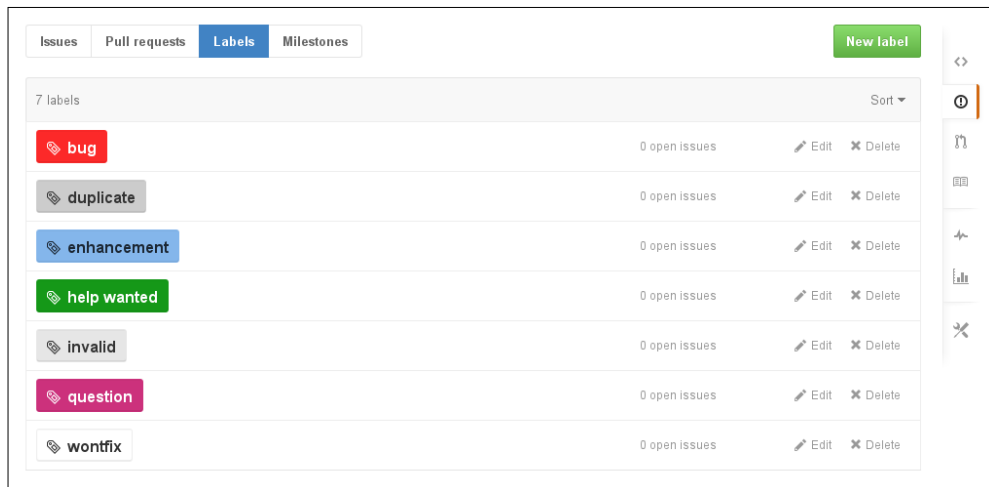 Issues Pull requests Labels Milestones New label
7 labels Sort
bug 0 open issues Edit Delete
duplicate 0 open issues Edit Delete
enhancement 0 open issues Edit Delete
help wanted 0 open issues Edit Delete
invalid 0 open issues Edit Delete
question 0 open issues Edit Delete
wontfix 0 open issues Edit Delete